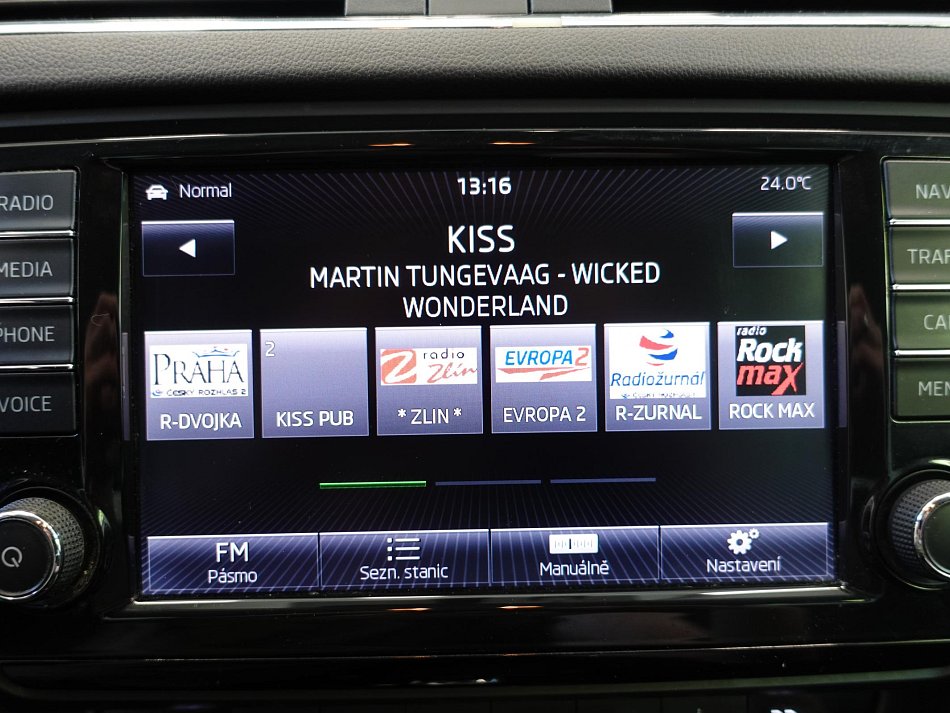 RADIO
MEDIA
PHONE
VOICE
Normal
13:16
24.0°C
KISS
MARTIN TUNGEVAAG - WICKED
WONDERLAND
PRAHA
ČESKÝ ROZHLAS 2
R-DVOJKA
2
KISS PUB
Z radio
Zlín
* ZLIN *
EVROPA 2
EVROPA 2
Radiožurnál
R-ZURNAL
radio
Rock
max
ROCK MAX
FM
Pásmo
Sezn. stanic
Manuálně
Nastavení
NAV
TRAF
CA
MEN